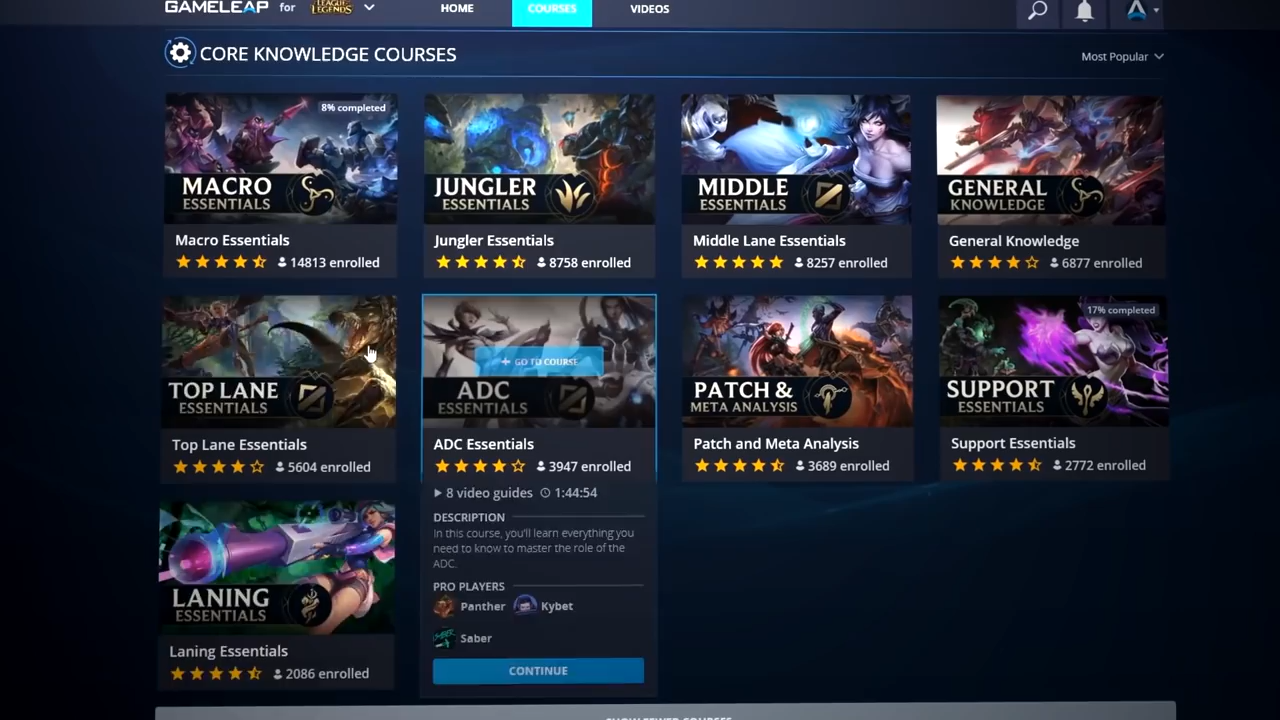 GAMELEAP for LEAGUE LEGENDS HOME COURSES VIDEOS
CORE KNOWLEDGE COURSES
Most Popular
8% completed
MACRO
ESSENTIALS
Macro Essentials
14813 enrolled
JUNGLER
ESSENTIALS
Jungler Essentials
8758 enrolled
MIDDLE
ESSENTIALS
Middle Lane Essentials
8257 enrolled
GENERAL
KNOWLEDGE
General Knowledge
6877 enrolled
TOP LANE
ESSENTIALS
Top Lane Essentials
5604 enrolled
GO TO COURSE
ADC
ESSENTIALS
ADC Essentials
3947 enrolled
8 video guides 1:44:54
DESCRIPTION
In this course, you'll learn everything you
need to know to master the role of the
ADC.
PRO PLAYERS
Panther Kybet
Saber
CONTINUE
PATCH &
META ANALYSIS
Patch and Meta Analysis
3689 enrolled
17% completed
SUPPORT
ESSENTIALS
Support Essentials
2772 enrolled
LANING
ESSENTIALS
Laning Essentials
2086 enrolled
SHOW FEWER COURSES